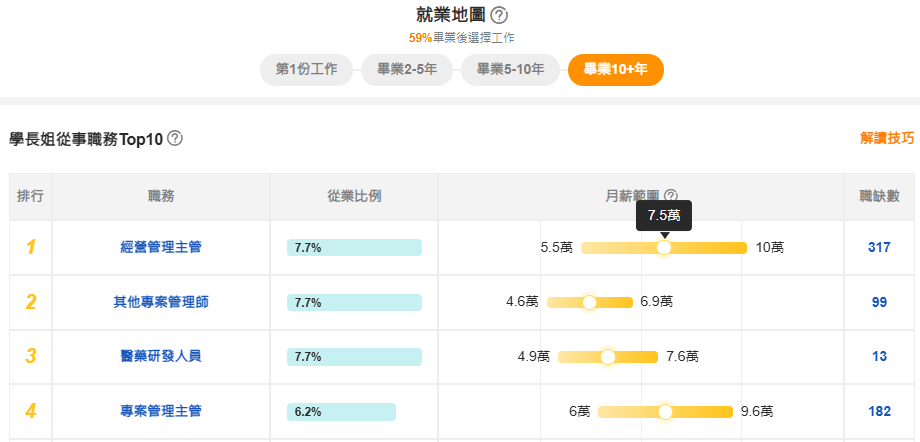 就業地圖 ?
59%畢業後選擇工作
第1份工作 畢業2-5年 畢業5-10年 畢業10+年
學長姐從事職務Top10 ? 解讀技巧
排行 職務 從業比例 月薪範圍 ? 職缺數
7.5萬
1 經營管理主管 7.7% 5.5萬 10萬 317
2 其他專案管理師 7.7% 4.6萬 6.9萬 99
3 醫藥研發人員 7.7% 4.9萬 7.6萬 13
4 專案管理主管 6.2% 6萬 9.6萬 182